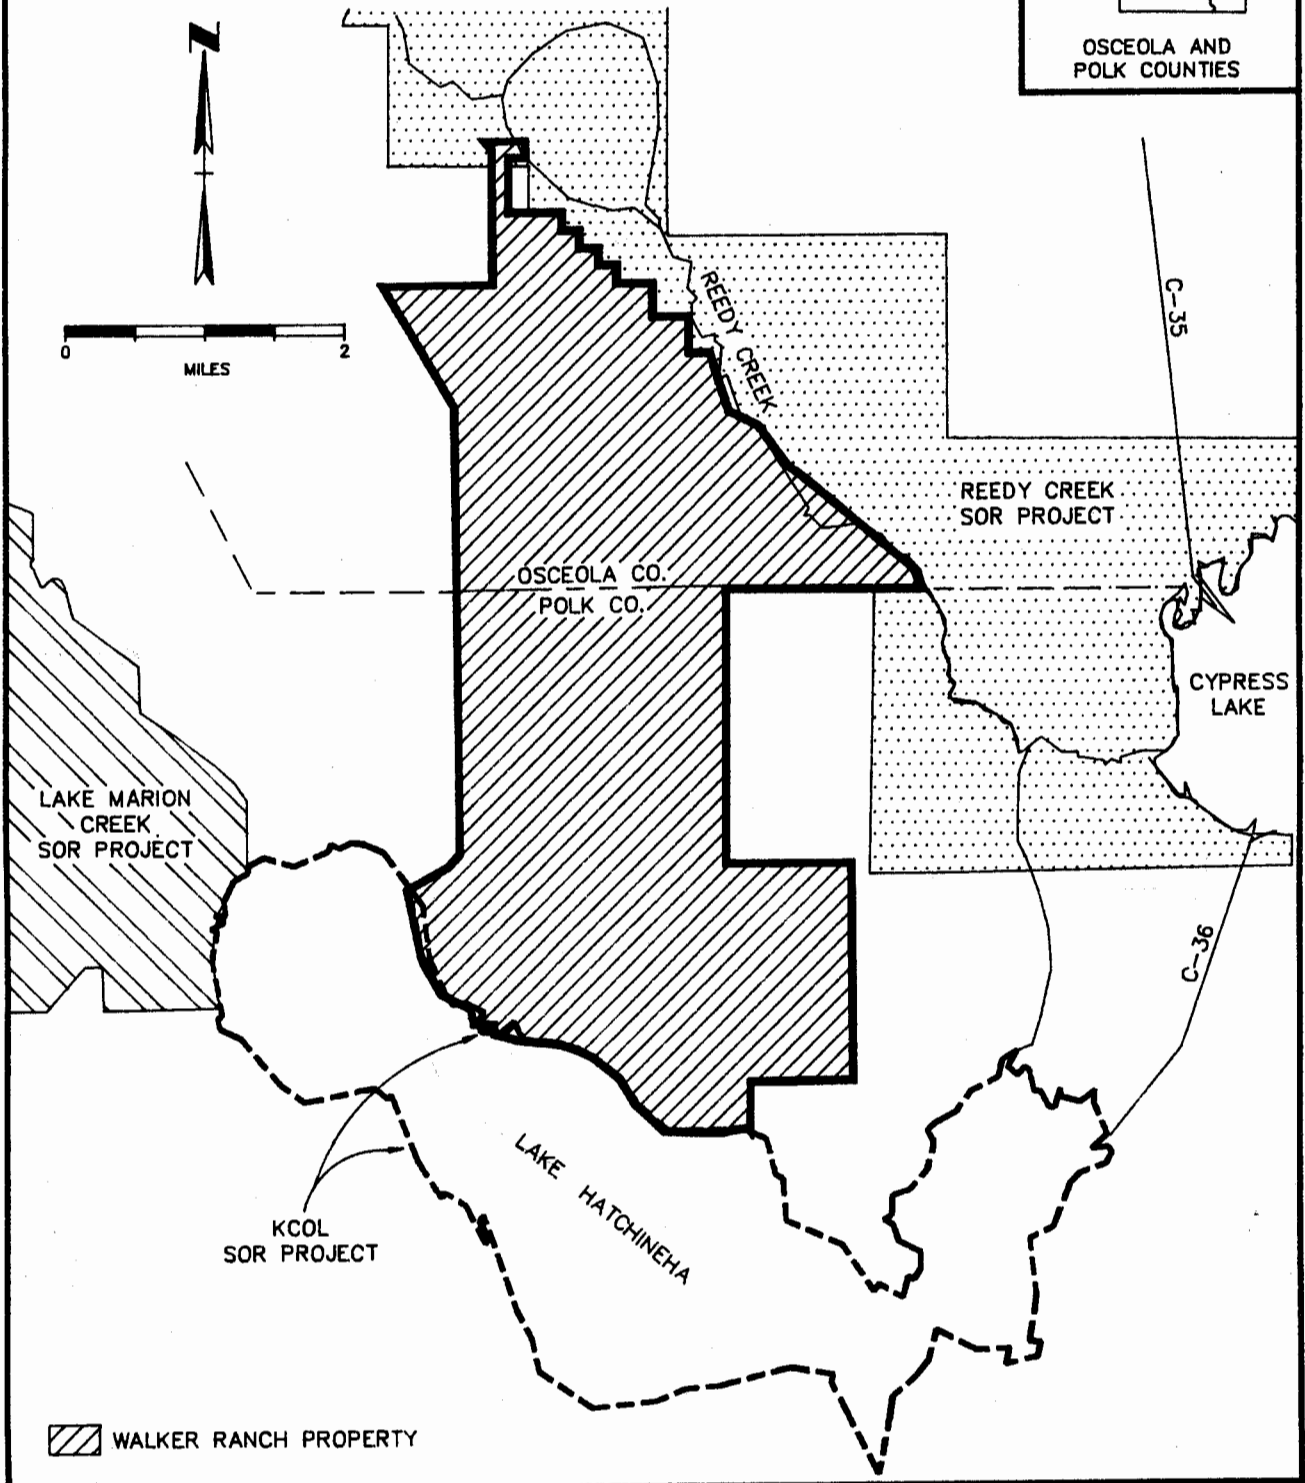 OSCEOLA AND
POLK COUNTIES
N
0
2
MILES
C-35
REEDY CREEK
REEDY CREEK
SOR PROJECT
OSCEOLA CO.
POLK CO.
CYPRESS
LAKE
LAKE MARION
CREEK
SOR PROJECT
C-36
KCOL
SOR PROJECT
LAKE HATCHINEHA
WALKER RANCH PROPERTY